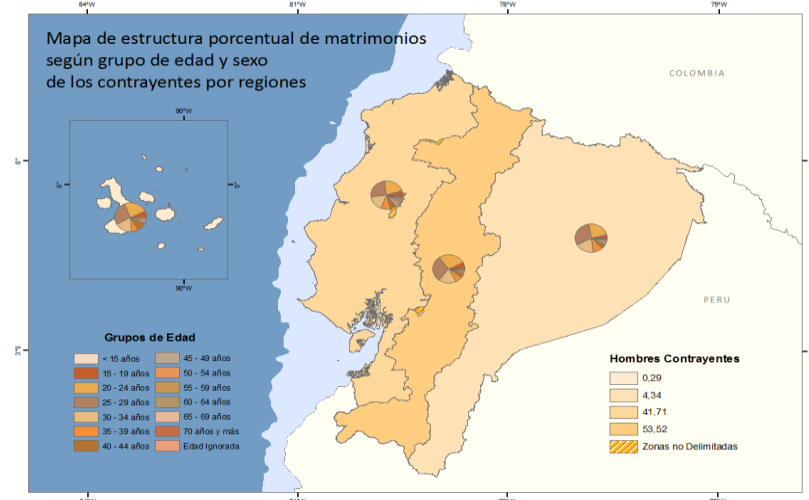 84°W 81°W 78°W 75°W
Mapa de estructura porcentual de matrimonios
según grupo de edad y sexo
de los contrayentes por regiones
COLOMBIA
90°W
0°
0° 0°
90°W
PERU
3°S
Grupos de Edad
< 15 años
15 - 19 años
20 - 24 años
25 - 29 años
30 - 34 años
35 - 39 años
40 - 44 años
45 - 49 años
50 - 54 años
55 - 59 años
60 - 64 años
65 - 69 años
70 años y más
Edad Ignorada
Hombres Contrayentes
0,29
4,34
41,71
53,52
Zonas no Delimitadas